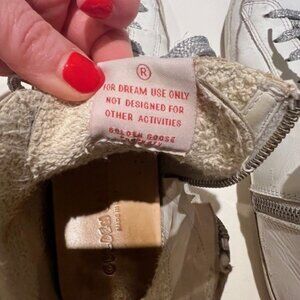 ®
FOR DREAM USE ONLY
NOT DESIGNED FOR
OTHER ACTIVITIES
GOLDEN GOOSE